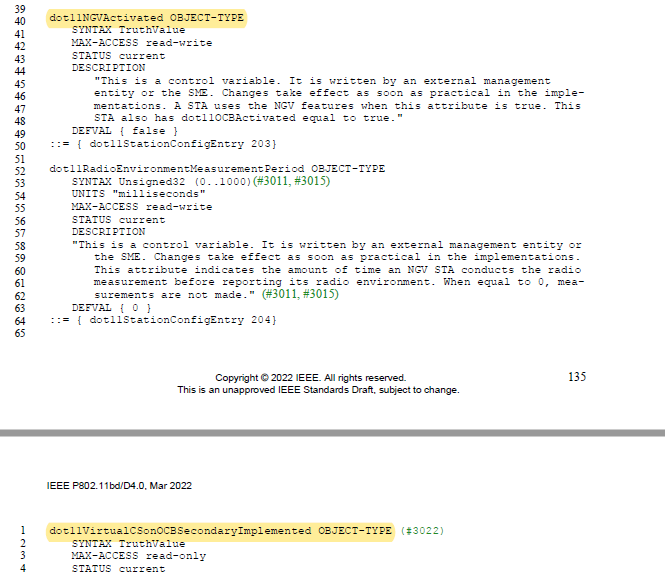 39
40 dot11NGVActivated OBJECT-TYPE
41 SYNTAX TruthValue
42 MAX-ACCESS read-write
43 STATUS current
44 DESCRIPTION
45 "This is a control variable. It is written by an external management
46 entity or the SME. Changes take effect as soon as practical in the imple-
47 mentations. A STA uses the NGV features when this attribute is true. This
48 STA also has dot11OCBActivated equal to true."
49 DEFVAL { false }
50 ::= { dot11StationConfigEntry 203}
51
52 dot11RadioEnvironmentMeasurementPeriod OBJECT-TYPE
53 SYNTAX Unsigned32 (0..1000)(#3011, #3015)
54 UNITS "milliseconds"
55 MAX-ACCESS read-write
56 STATUS current
57 DESCRIPTION
58 "This is a control variable. It is written by an external management entity or
59 the SME. Changes take effect as soon as practical in the implementations.
60 This attribute indicates the amount of time an NGV STA conducts the radio
61 measurement before reporting its radio environment. When equal to 0, mea-
62 surements are not made." (#3011, #3015)
63 DEFVAL { 0 }
64 ::= { dot11StationConfigEntry 204}
65
Copyright © 2022 IEEE. All rights reserved. 135
This is an unapproved IEEE Standards Draft, subject to change.
IEEE P802.11bd/D4.0, Mar 2022
1 dot11VirtualCSonOCBSecondaryImplemented OBJECT-TYPE (#3022)
2 SYNTAX TruthValue
3 MAX-ACCESS read-only
4 STATUS current